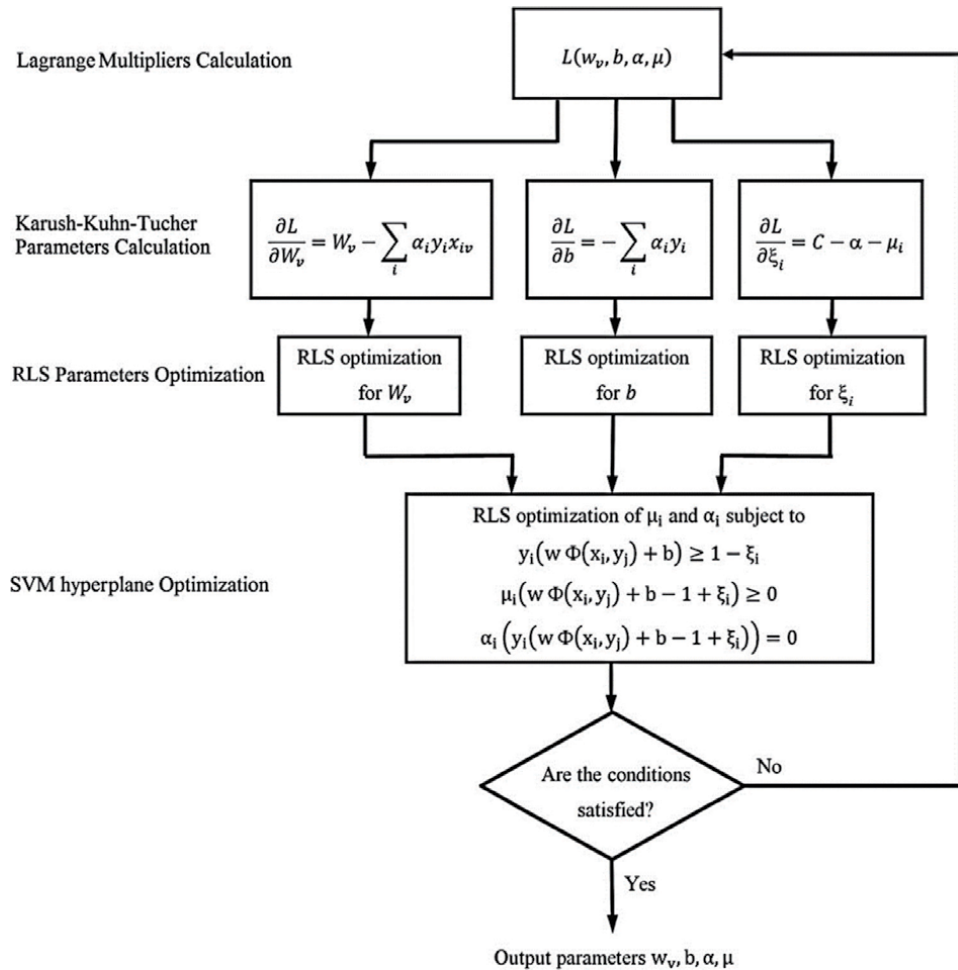 Lagrange Multipliers Calculation
L(w_v, b, α, μ)
Karush-Kuhn-Tucher
Parameters Calculation
∂L/∂W_v = W_v − ∑_i α_i y_i x_iv
∂L/∂b = − ∑_i α_i y_i
∂L/∂ξ_i = C − α − μ_i
RLS Parameters Optimization
RLS optimization
for W_v
RLS optimization
for b
RLS optimization
for ξ_i
SVM hyperplane Optimization
RLS optimization of μ_i and α_i subject to
y_i(w Φ(x_i, y_j) + b) ≥ 1 − ξ_i
μ_i(w Φ(x_i, y_j) + b − 1 + ξ_i) ≥ 0
α_i (y_i(w Φ(x_i, y_j) + b − 1 + ξ_i)) = 0
Are the conditions
satisfied?
No
Yes
Output parameters w_v, b, α, μ